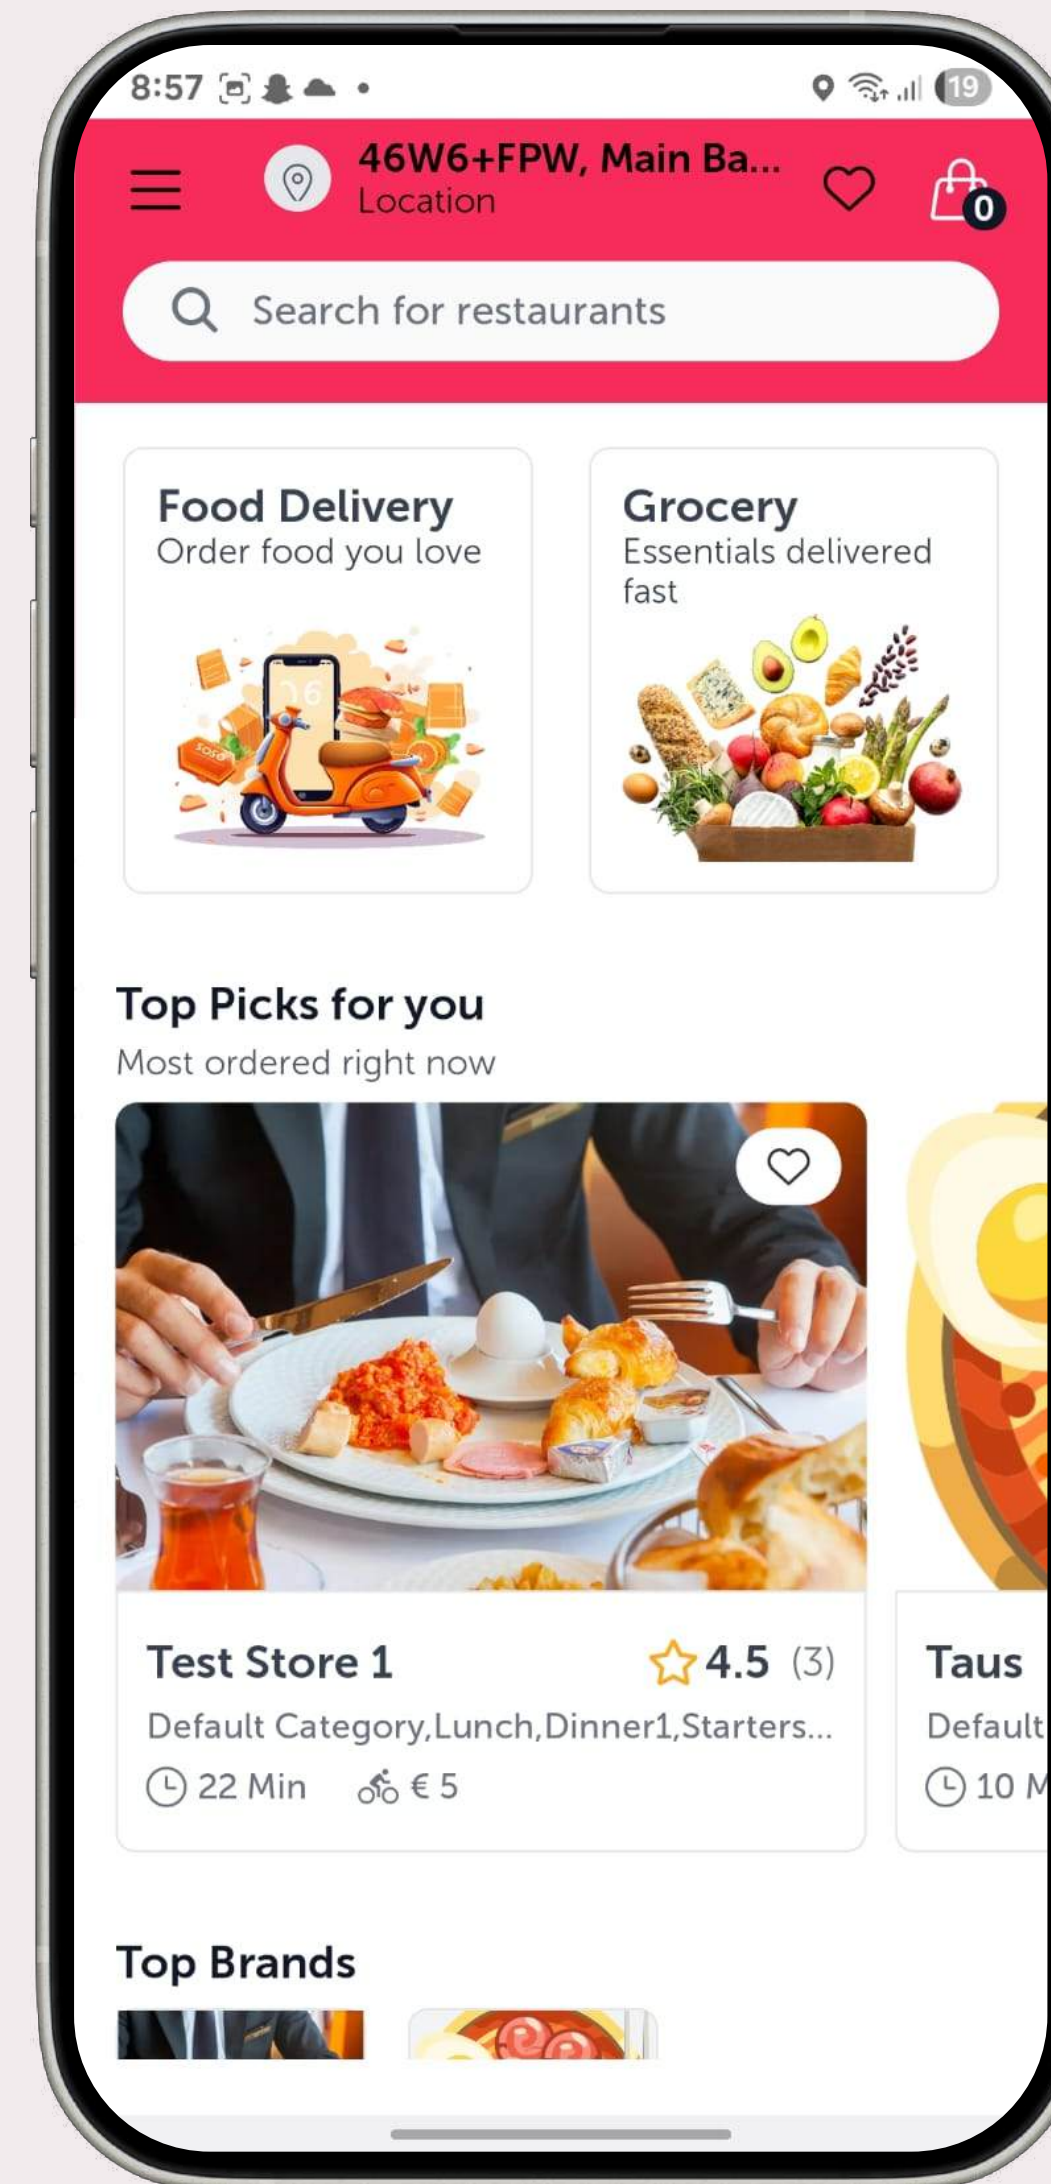 8:57
19
46W6+FPW, Main Ba...
Location
0
Search for restaurants
Food Delivery
Order food you love
Grocery
Essentials delivered
fast
Top Picks for you
Most ordered right now
Test Store 1
4.5 (3)
Default Category,Lunch,Dinner1,Starters...
22 Min € 5
Taus
Default
10 M
Top Brands